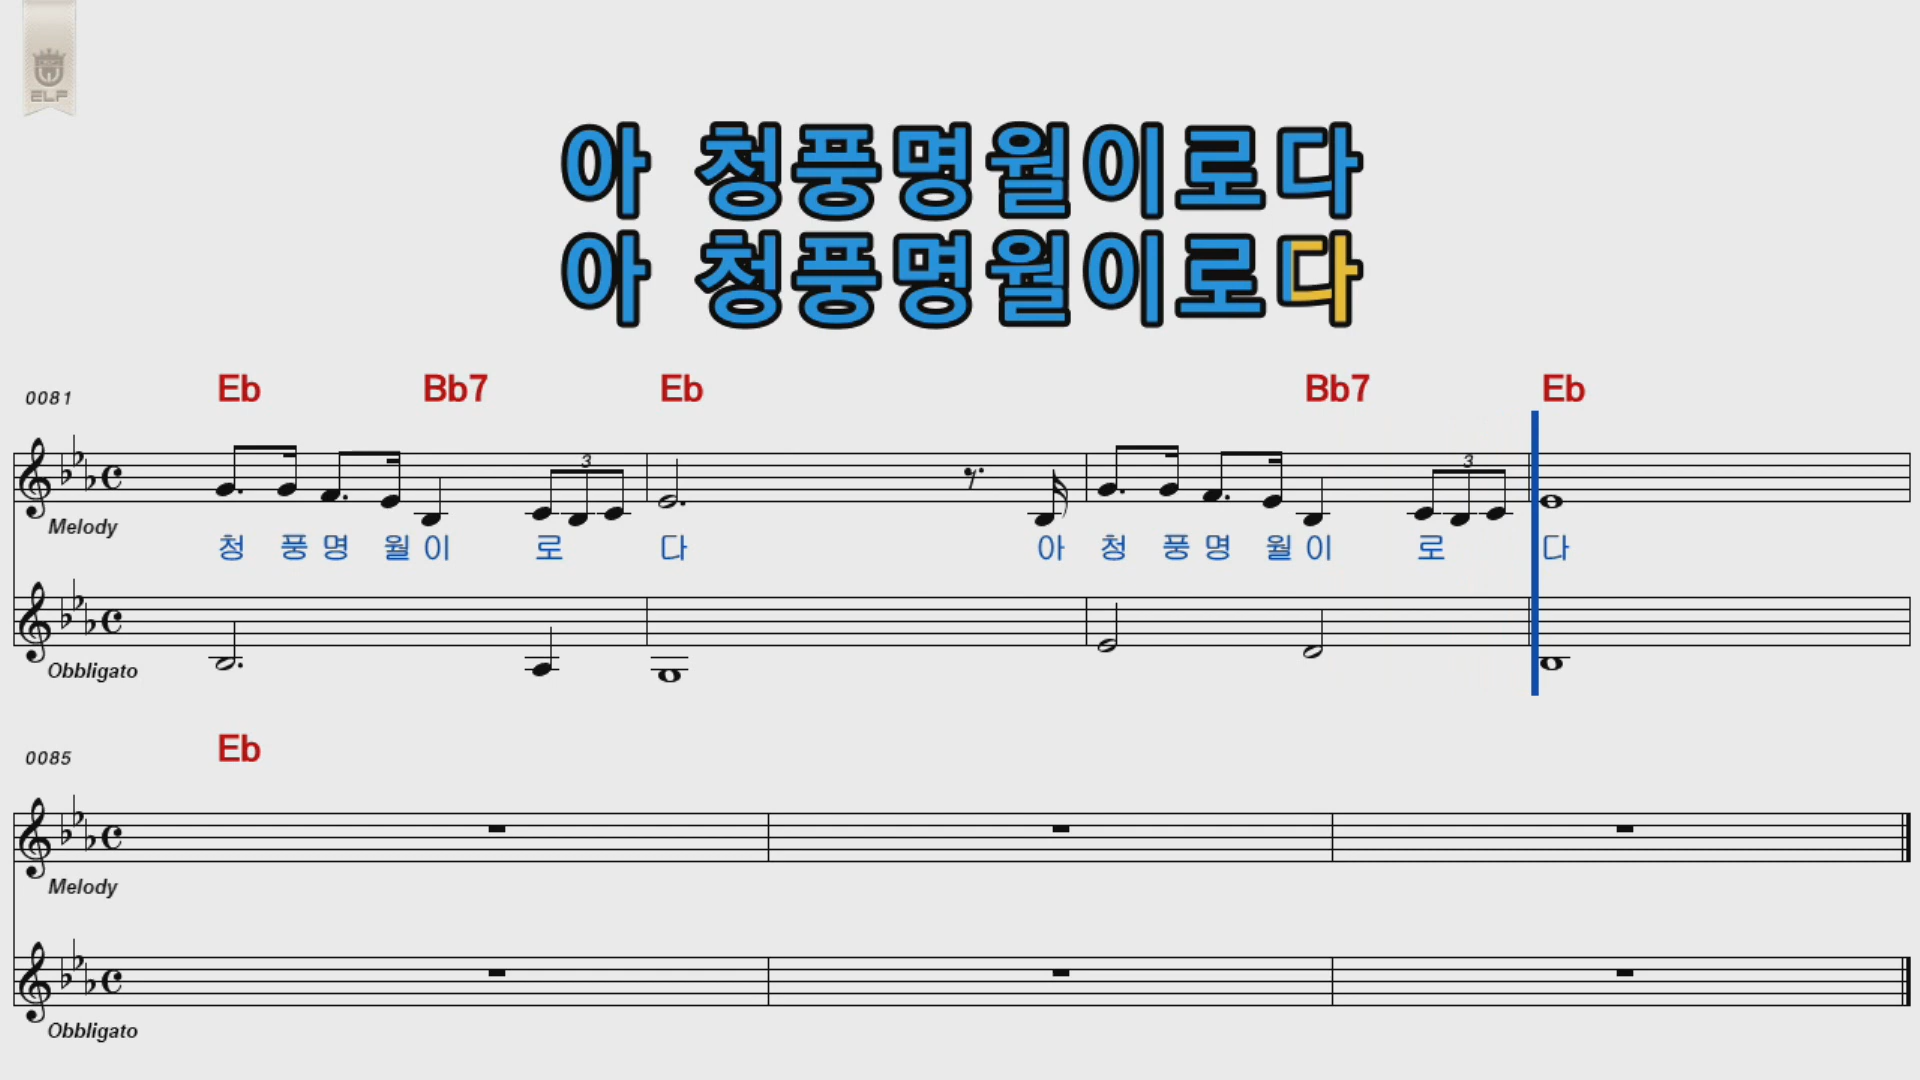 ELF
아 청풍명월이로다
아 청풍명월이로다
0081 Eb Bb7 Eb Bb7 Eb
3 3
Melody
청 풍 명 월 이 로 다 아 청 풍 명 월 이 로 다
Obbligato
0085 Eb
Melody
Obbligato